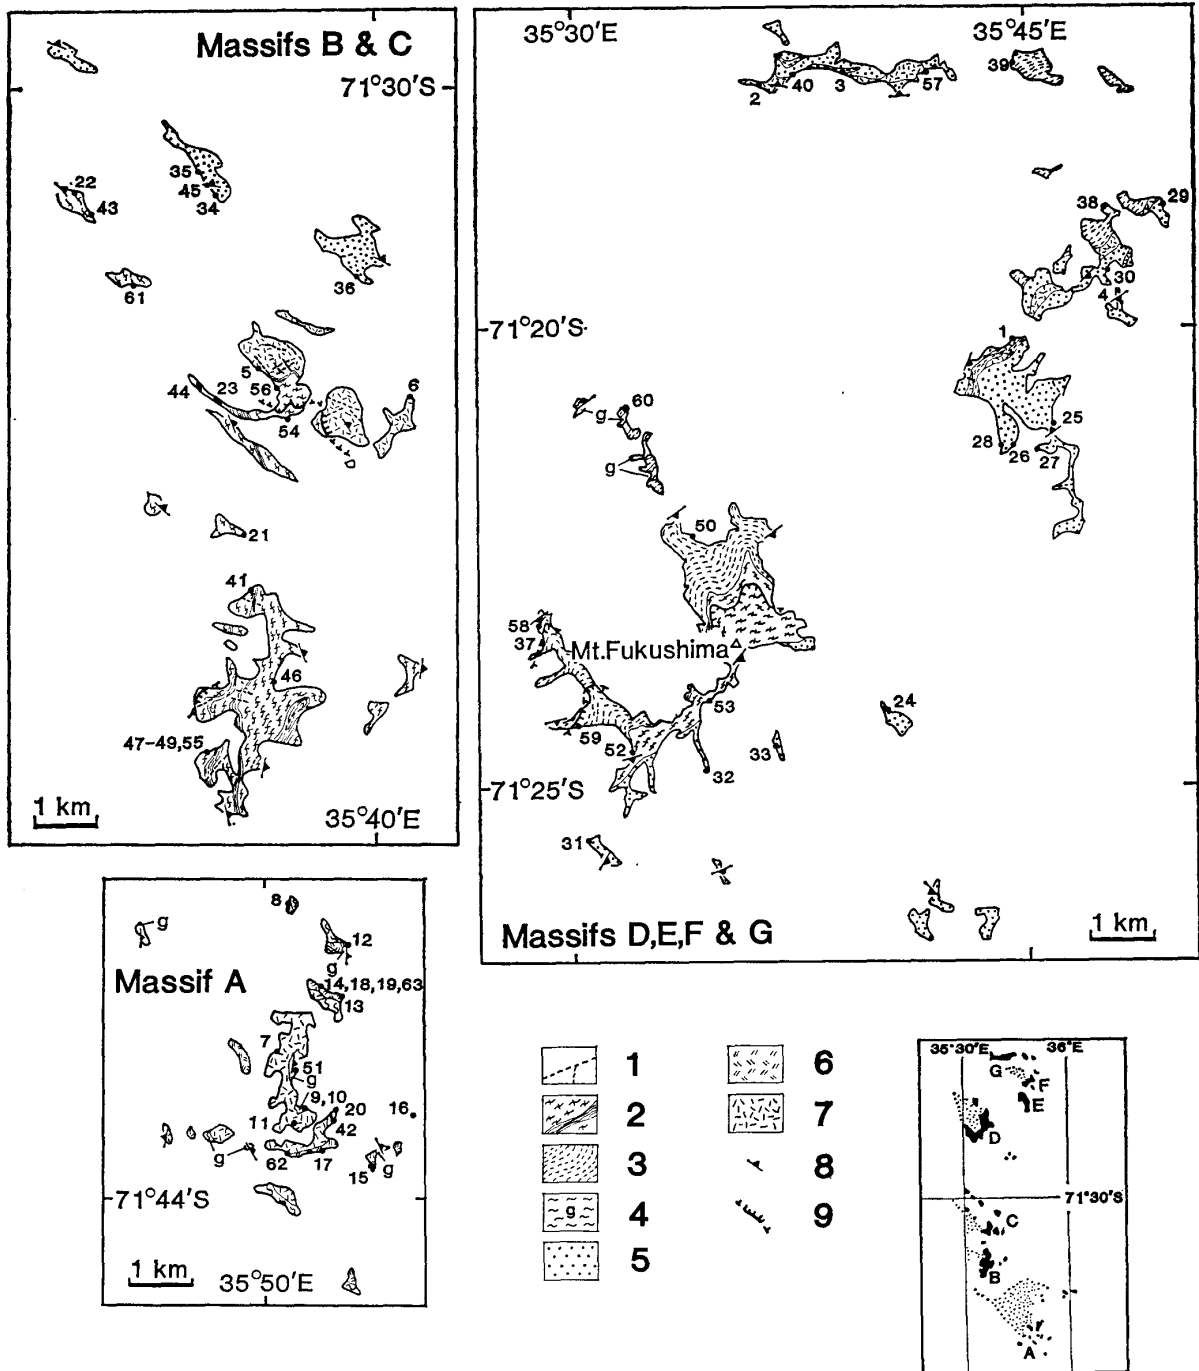 Massifs B & C
71°30'S
35
45
34
22
43
36
61
5
6
44
23
56
54
21
41
46
47-49,55
1 km
35°40'E
35°30'E
35°45'E
2
40
3
57
39
38
29
30
4
71°20'S
1
g
60
g
25
28
26
27
50
58
37
Mt.Fukushima
53
24
59
52
33
32
71°25'S
31
Massifs D,E,F & G
1 km
8
g
12
g
Massif A
14,18,19,63
13
7
51
g
9,10
20
16
11
42
g
62
17
15
g
71°44'S
1 km
35°50'E
1
2
3
g
4
5
6
7
8
9
35°30'E
36°E
G
F
E
D
71°30'S
C
B
A